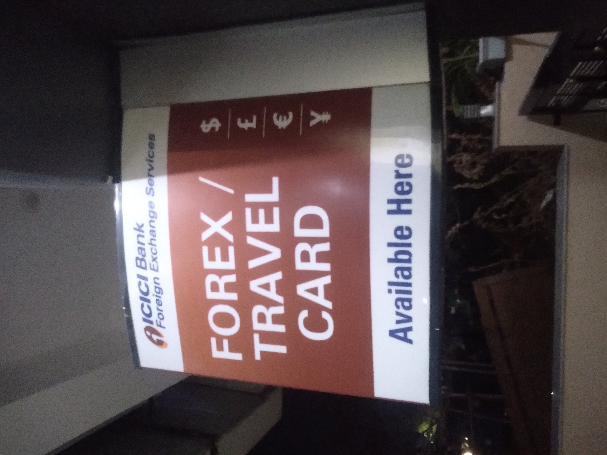 ICICI Bank
Foreign Exchange Services
FOREX /
TRAVEL
CARD
$
£
€
¥
Available Here